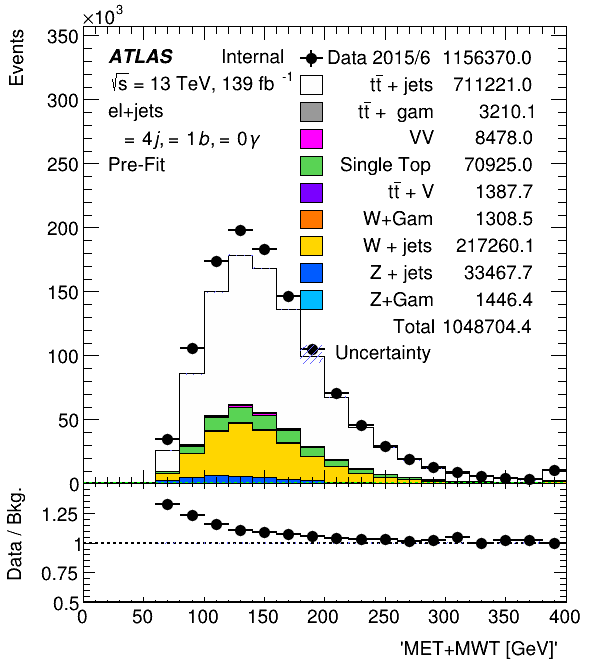 ×10³
Events
350
300
250
200
150
100
50
0
ATLAS Internal
√s = 13 TeV, 139 fb⁻¹
el+jets
= 4j, = 1b, = 0γ
Pre-Fit
Data 2015/6 1156370.0
tt̄ + jets 711221.0
tt̄ + gam 3210.1
VV 8478.0
Single Top 70925.0
tt̄ + V 1387.7
W+Gam 1308.5
W + jets 217260.1
Z + jets 33467.7
Z+Gam 1446.4
Total 1048704.4
Uncertainty
Data / Bkg.
1.25
1
0.75
0.5
0 50 100 150 200 250 300 350 400
'MET+MWT [GeV]'